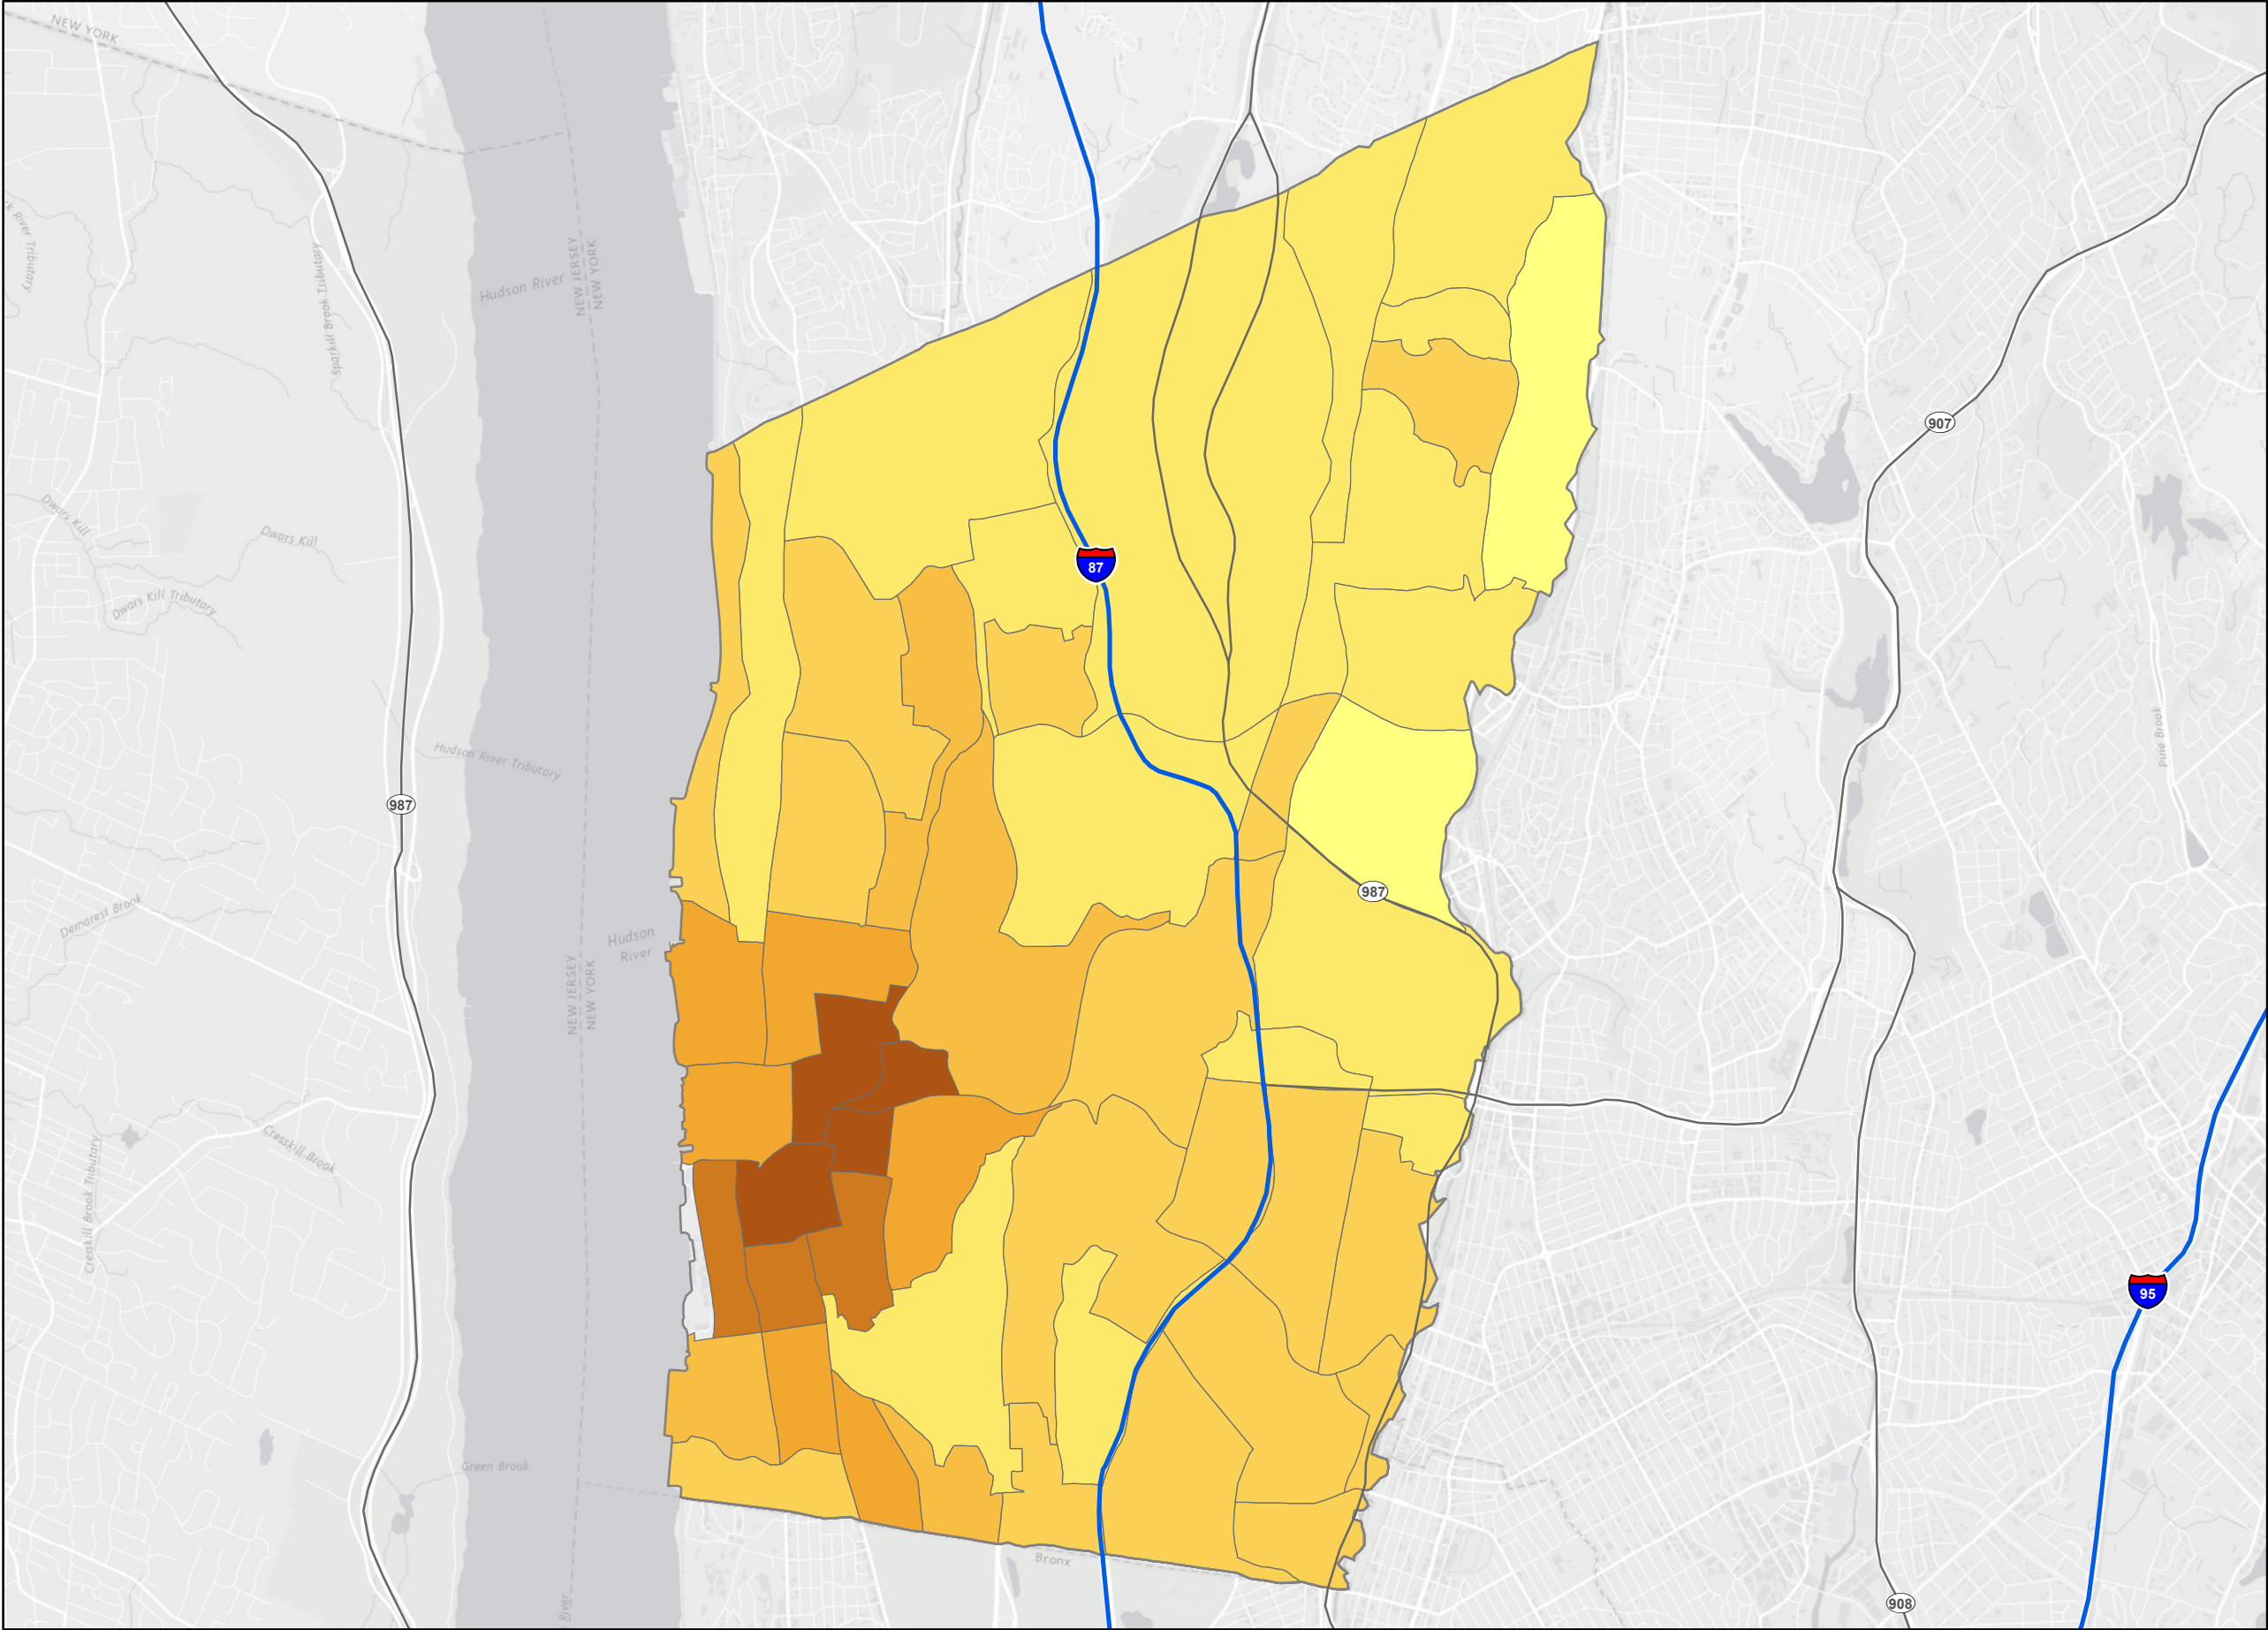 NEW YORK
ck River Tributary
Sparkill Brook Tributary
Hudson River
NEW JERSEY
NEW YORK
907
Dwars Kill
Dwars Kill
87
Dwars Kill Tributary
Hudson River Tributary
Pine Brook
987
987
Demarest Brook
Hudson
River
NEW JERSEY
NEW YORK
Cresskill Brook
Cresskill Brook Tributary
95
Green Brook
Bronx
River
908